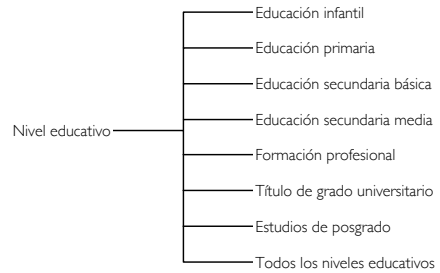 Educación infantil
Educación primaria
Educación secundaria básica
Educación secundaria media
Nivel educativo
Formación profesional
Título de grado universitario
Estudios de posgrado
Todos los niveles educativos